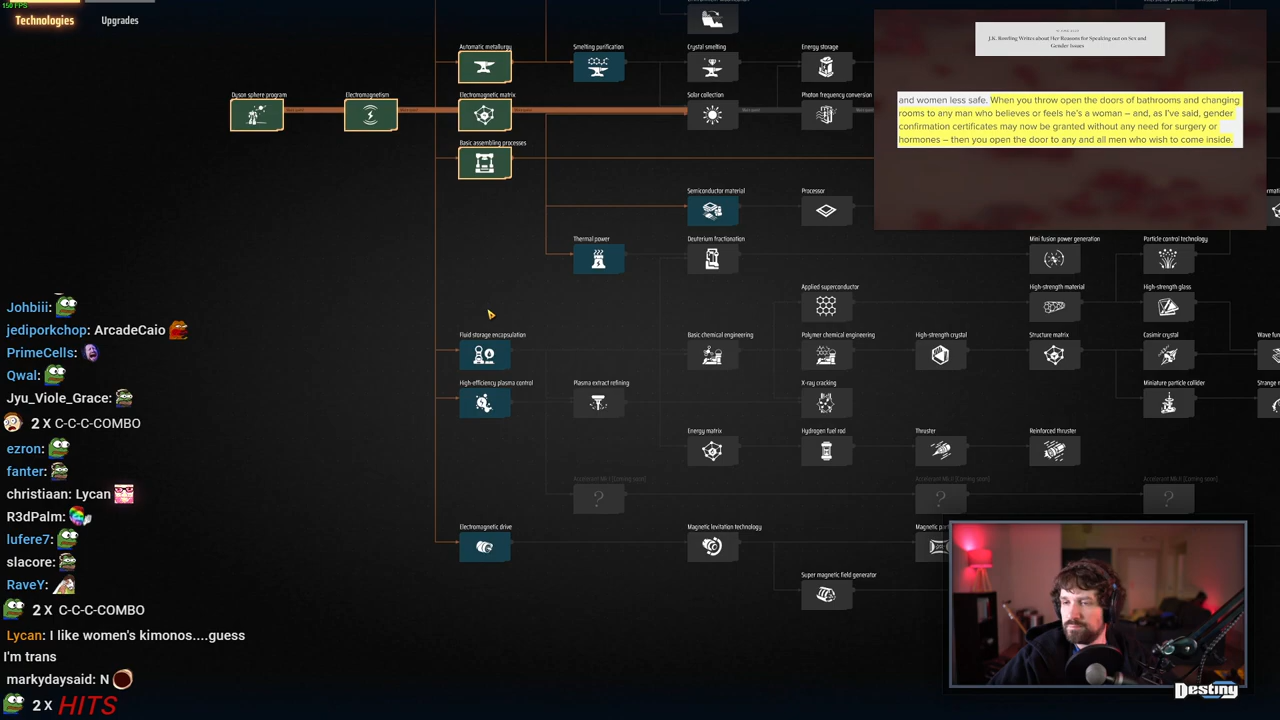 150 FPS
Technologies
Upgrades
Automatic metallurgy
Smelting purification
Crystal smelting
Energy storage
Dyson sphere program
Electromagnetism
Electromagnetic matrix
Solar collection
Photon frequency conversion
Basic assembling processes
Semiconductor material
Processor
Thermal power
Deuterium fractionation
Mini fusion power generation
Particle control technology
Applied superconductor
High-strength material
High-strength glass
Fluid storage encapsulation
Basic chemical engineering
Polymer chemical engineering
High-strength crystal
Structure matrix
Casimir crystal
High-efficiency plasma control
Plasma extract refining
X-ray cracking
Miniature particle collider
Energy matrix
Hydrogen fuel rod
Thruster
Reinforced thruster
Electromagnetic drive
Magnetic levitation technology
Super magnetic field generator
J.K. Rowling Writes about Her Reasons for Speaking out on Sex and
Gender Issues
and women less safe. When you throw open the doors of bathrooms and changing
rooms to any man who believes or feels he's a woman – and, as I've said, gender
confirmation certificates may now be granted without any need for surgery or
hormones – then you open the door to any and all men who wish to come inside.
Johbiii:
jediporkchop: ArcadeCaio
PrimeCells:
Qwal:
Jyu_Viole_Grace:
2 X C-C-C-COMBO
ezron:
fanter:
christiaan: Lycan
R3dPalm:
lufere7:
slacore:
RaveY:
2 X C-C-C-COMBO
Lycan: I like women's kimonos....guess
I'm trans
markydaysaid: N
2 X HITS
Destiny